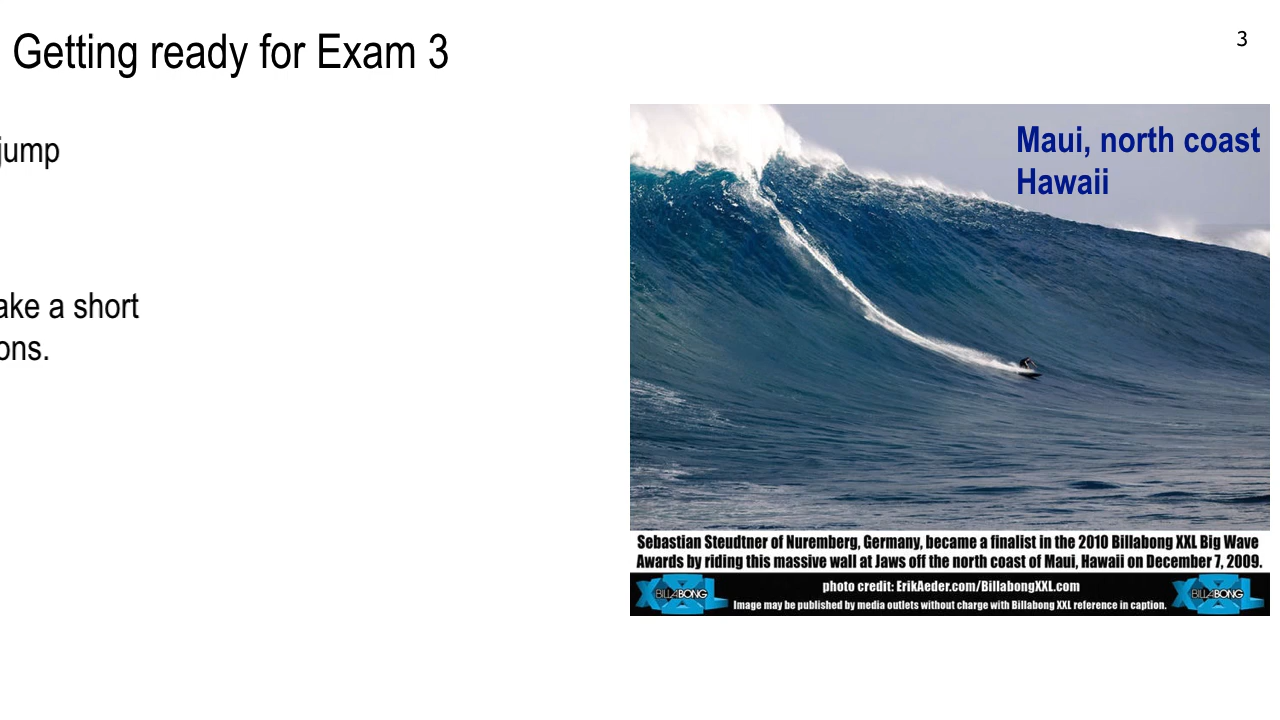 Getting ready for Exam 3
3
jump
ake a short
ons.
Maui, north coast
Hawaii
Sebastian Steudtner of Nuremberg, Germany, became a finalist in the 2010 Billabong XXL Big Wave
Awards by riding this massive wall at Jaws off the north coast of Maui, Hawaii on December 7, 2009.
photo credit: ErikAeder.com/BillabongXXL.com
Image may be published by media outlets without charge with Billabong XXL reference in caption.
XXL BILLABONG
XXL BILLABONG